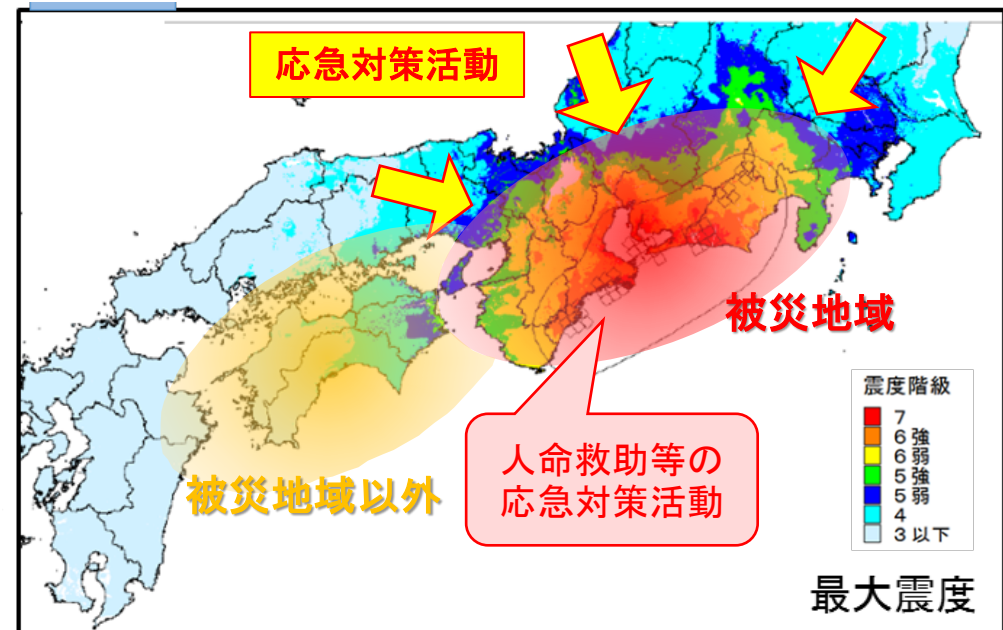 応急対策活動
被災地域
被災地域以外
人命救助等の
応急対策活動
震度階級
7
6強
6弱
5強
5弱
4
3以下
最大震度